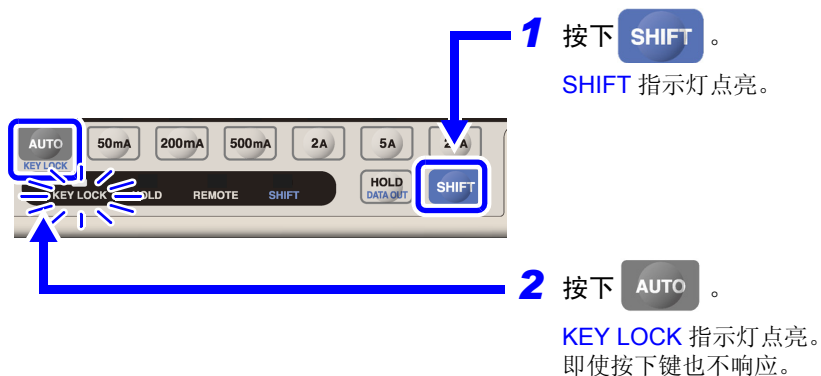 1 按下 SHIFT 。
SHIFT 指示灯点亮。
AUTO 50mA 200mA 500mA 2A 5A
KEY LOCK HOLD DATA OUT SHIFT
KEY LOCK HOLD REMOTE SHIFT
2 按下 AUTO 。
KEY LOCK 指示灯点亮。
即使按下键也不响应。